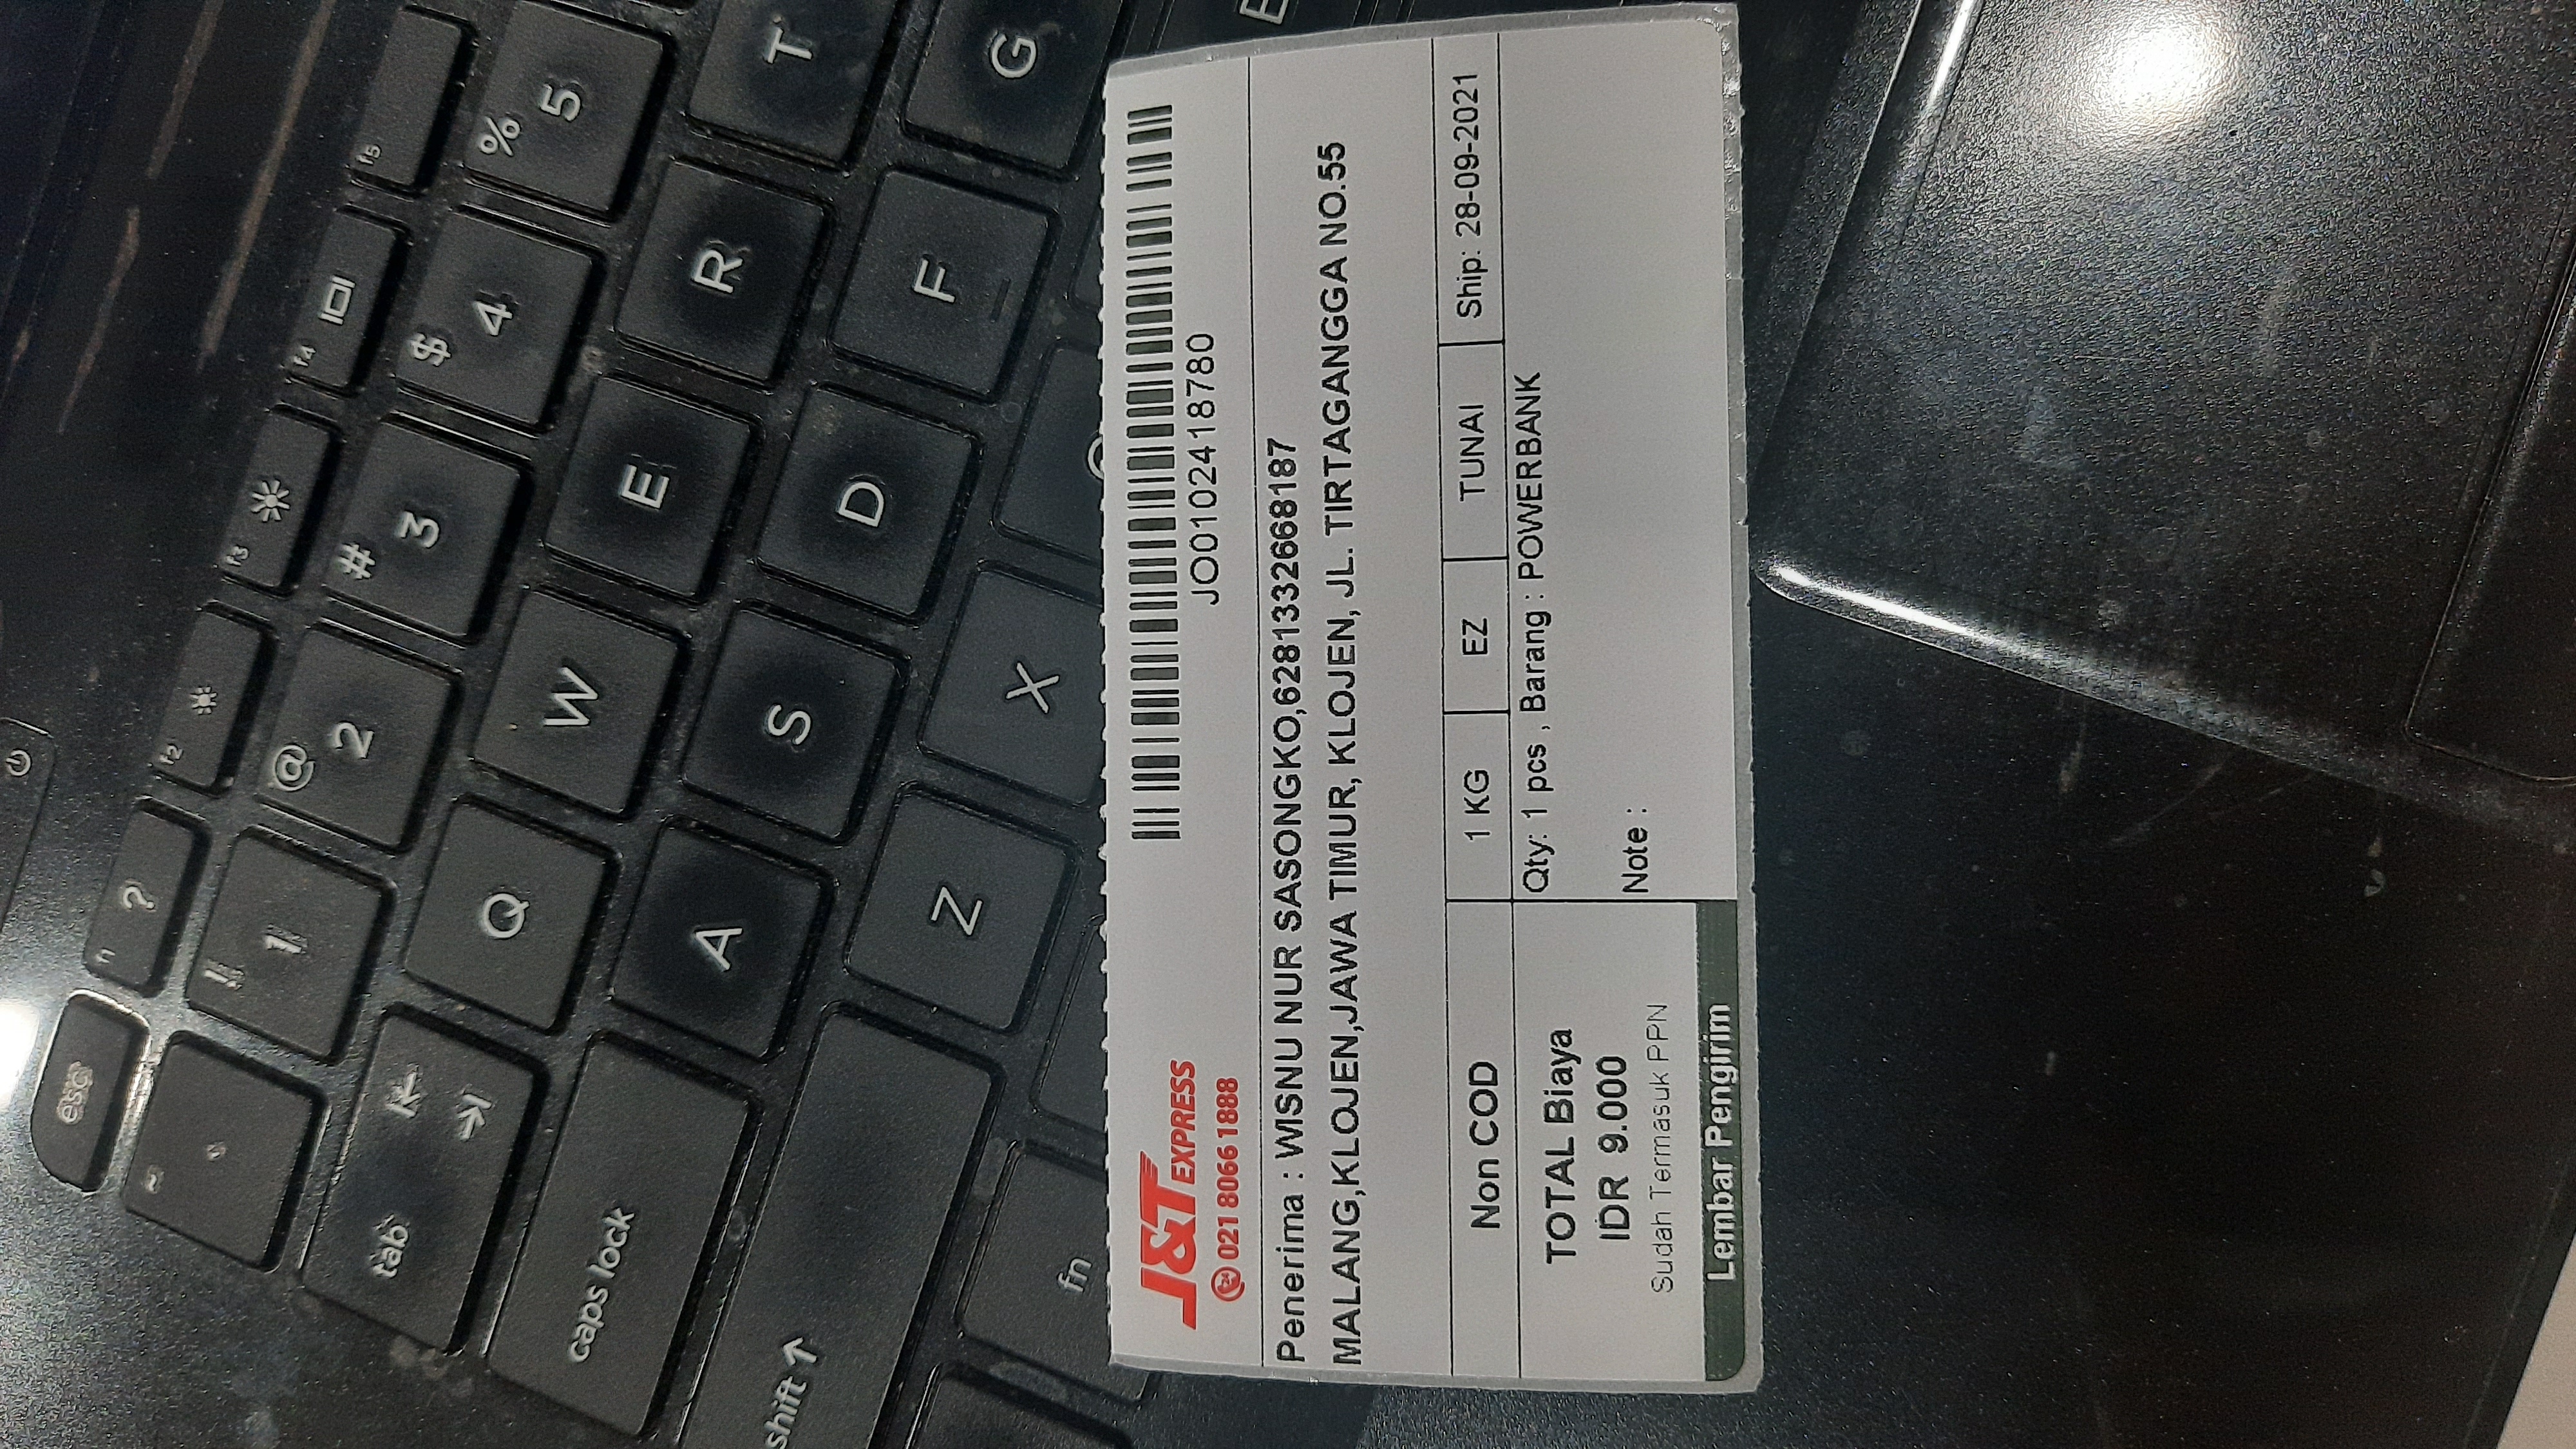 esc
f1 ?
f2
f3
f4
f5
~
! 1
@ 2
# 3
$ 4
% 5
tab
Q W E R T
caps lock
A S D F G
shift ↑
Z X
fn
J&T EXPRESS
24 021 8066 1888
JO0102418780
Penerima : WISNU NUR SASONGKO,6281332668187
MALANG,KLOJEN,JAWA TIMUR, KLOJEN, JL. TIRTAGANGGA NO.55
Non COD 1 KG EZ TUNAI Ship: 28-09-2021
TOTAL Biaya
IDR 9.000
Sudah Termasuk PPN
Lembar Pengirim
Qty: 1 pcs , Barang : POWERBANK
Note :